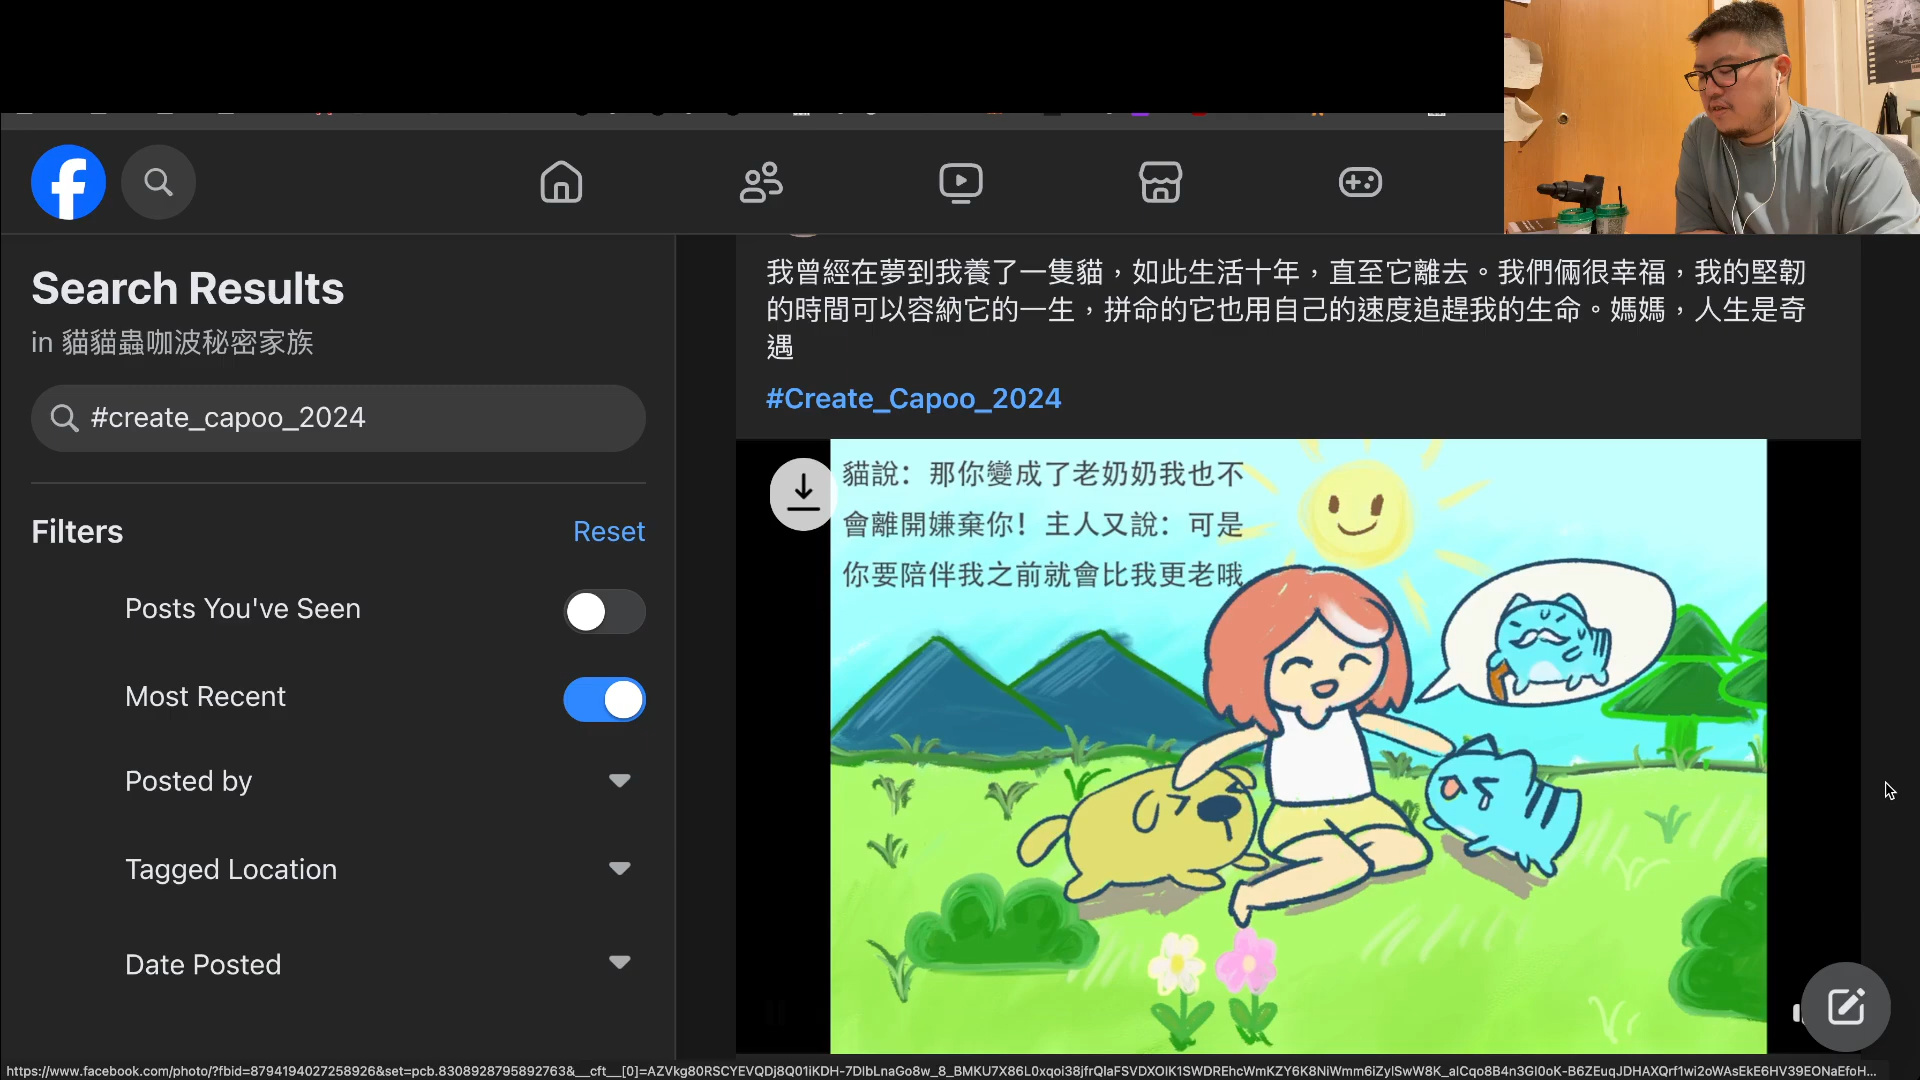 Search Results
in 貓貓蟲咖波秘密家族
#create_capoo_2024
Filters
Reset
Posts You've Seen
Most Recent
Posted by
Tagged Location
Date Posted
我曾經在夢到我養了一隻貓，如此生活十年，直至它離去。我們倆很幸福，我的堅韌
的時間可以容納它的一生，拼命的它也用自己的速度追趕我的生命。媽媽，人生是奇
遇
#Create_Capoo_2024
貓說：那你變成了老奶奶我也不
會離開嫌棄你！主人又說：可是
你要陪伴我之前就會比我更老哦